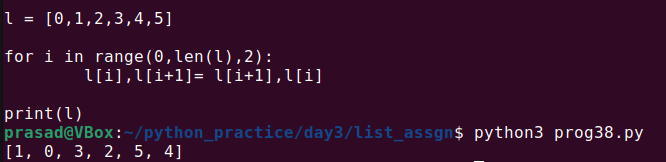 l = [0,1,2,3,4,5]
for i in range(0,len(l),2):
        l[i],l[i+1]= l[i+1],l[i]
print(l)
prasad@VBox:~/python_practice/day3/list_assgn$ python3 prog38.py
[1, 0, 3, 2, 5, 4]